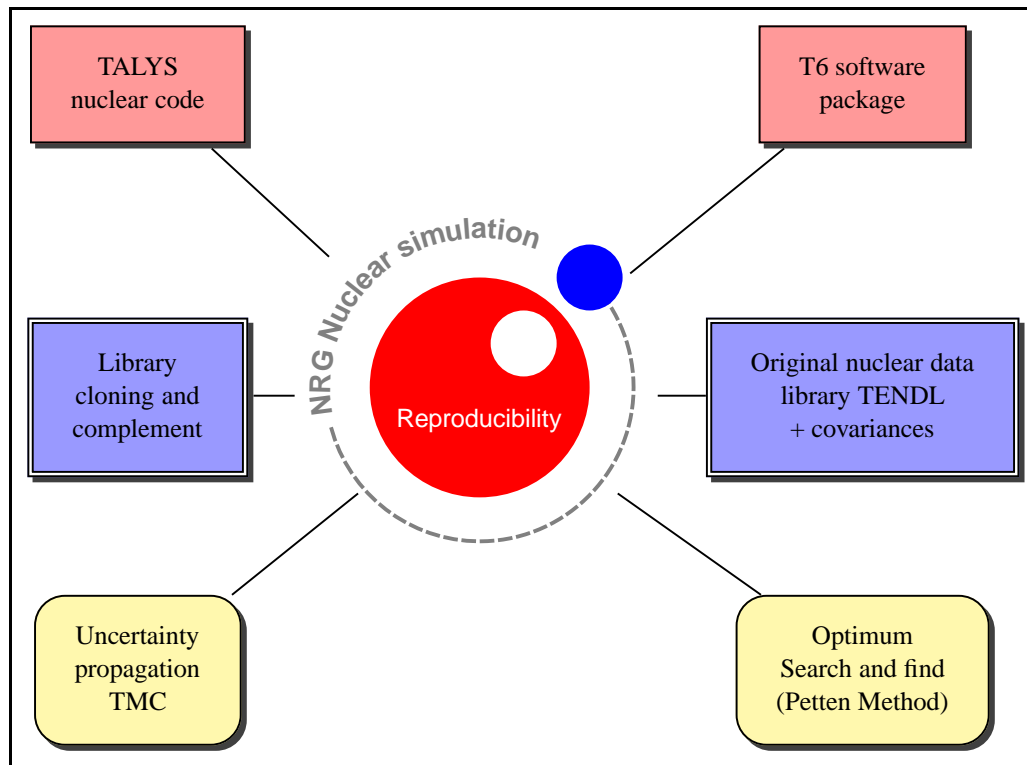 TALYS
nuclear code
T6 software
package
NRG Nuclear simulation
Library
cloning and
complement
Reproducibility
Original nuclear data
library TENDL
+ covariances
Uncertainty
propagation
TMC
Optimum
Search and find
(Petten Method)